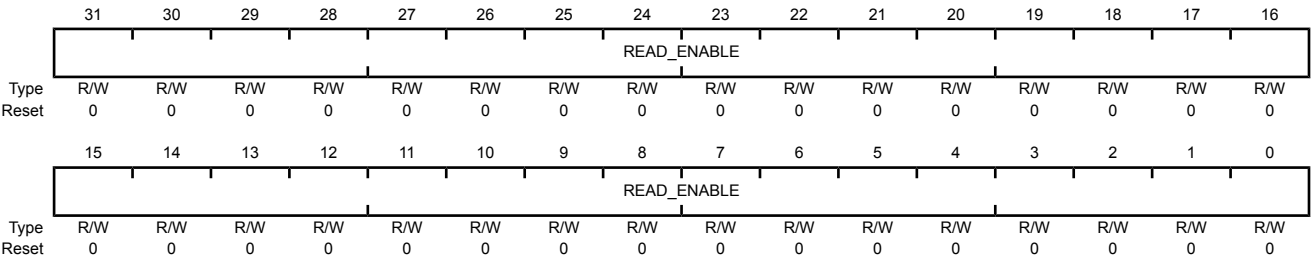 31 30 29 28 27 26 25 24 23 22 21 20 19 18 17 16
READ_ENABLE
Type R/W R/W R/W R/W R/W R/W R/W R/W R/W R/W R/W R/W R/W R/W R/W R/W
Reset 0 0 0 0 0 0 0 0 0 0 0 0 0 0 0 0
15 14 13 12 11 10 9 8 7 6 5 4 3 2 1 0
READ_ENABLE
Type R/W R/W R/W R/W R/W R/W R/W R/W R/W R/W R/W R/W R/W R/W R/W R/W
Reset 0 0 0 0 0 0 0 0 0 0 0 0 0 0 0 0